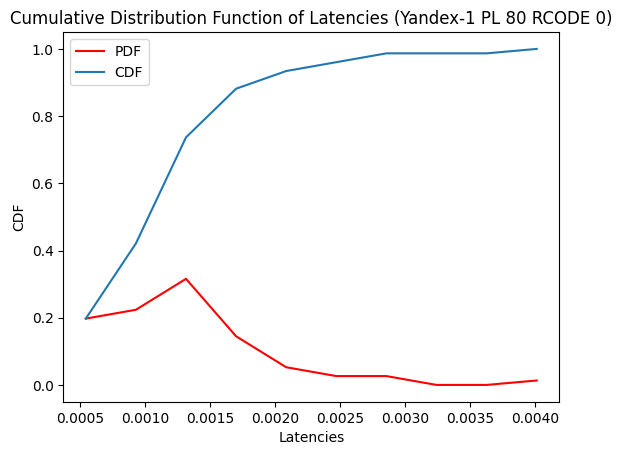 Cumulative Distribution Function of Latencies (Yandex-1 PL 80 RCODE 0)
PDF
CDF
1.0
0.8
0.6
0.4
0.2
0.0
CDF
0.0005 0.0010 0.0015 0.0020 0.0025 0.0030 0.0035 0.0040
Latencies